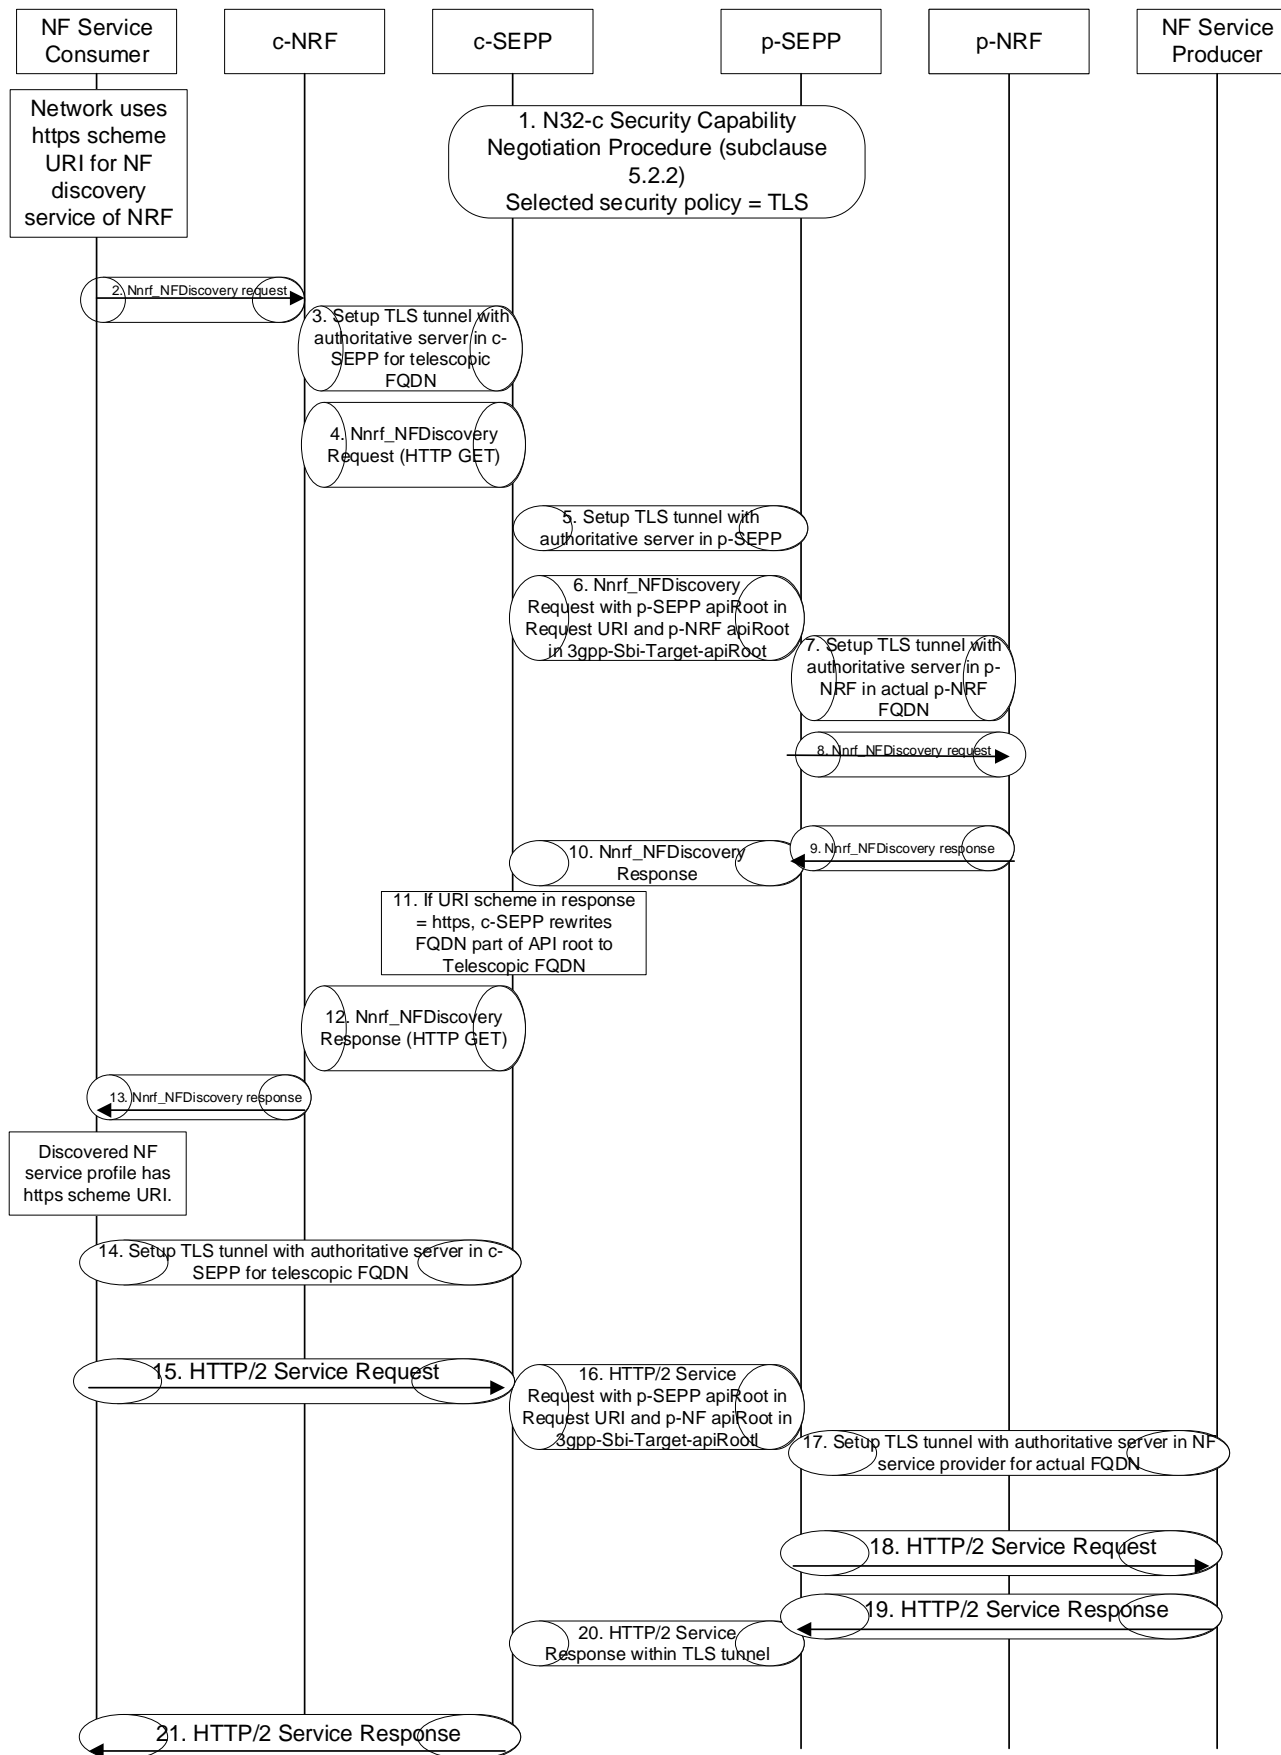 NF Service
Consumer
c-NRF
c-SEPP
p-SEPP
p-NRF
NF Service
Producer
Network uses
https scheme
URI for NF
discovery
service of NRF
1. N32-c Security Capability
Negotiation Procedure (subclause
5.2.2)
Selected security policy = TLS
2. Nnrf_NFDiscovery request
3. Setup TLS tunnel with
authoritative server in c-
SEPP for telescopic
FQDN
4. Nnrf_NFDiscovery
Request (HTTP GET)
5. Setup TLS tunnel with
authoritative server in p-SEPP
6. Nnrf_NFDiscovery
Request with p-SEPP apiRoot in
Request URI and p-NRF apiRoot
in 3gpp-Sbi-Target-apiRoot
7. Setup TLS tunnel with
authoritative server in p-
NRF in actual p-NRF
FQDN
8. Nnrf_NFDiscovery request
9. Nnrf_NFDiscovery response
10. Nnrf_NFDiscovery
Response
11. If URI scheme in response
= https, c-SEPP rewrites
FQDN part of API root to
Telescopic FQDN
12. Nnrf_NFDiscovery
Response (HTTP GET)
13. Nnrf_NFDiscovery response
Discovered NF
service profile has
https scheme URI.
14. Setup TLS tunnel with authoritative server in c-
SEPP for telescopic FQDN
15. HTTP/2 Service Request
16. HTTP/2 Service
Request with p-SEPP apiRoot in
Request URI and p-NF apiRoot in
3gpp-Sbi-Target-apiRootl
17. Setup TLS tunnel with authoritative server in NF
service provider for actual FQDN
18. HTTP/2 Service Request
19. HTTP/2 Service Response
20. HTTP/2 Service
Response within TLS tunnel
21. HTTP/2 Service Response